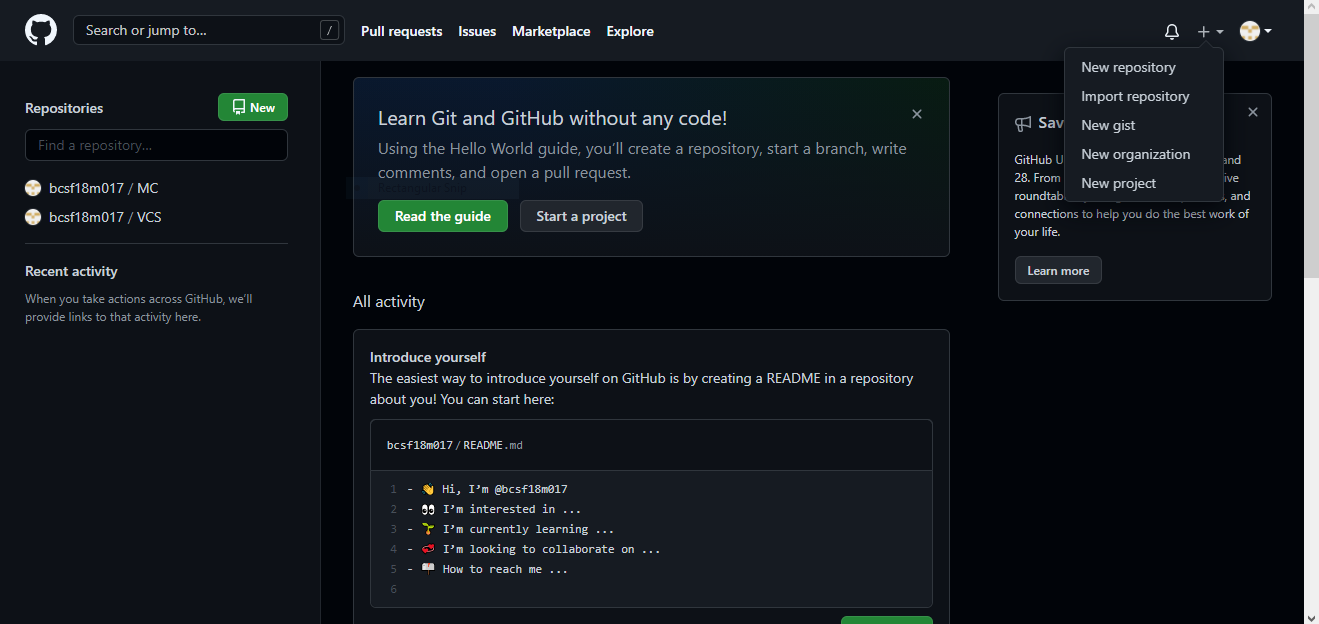 Search or jump to...
/
Pull requests
Issues
Marketplace
Explore
New repository
Import repository
New gist
New organization
New project
Repositories
New
Find a repository...
bcsf18m017 / MC
bcsf18m017 / VCS
Recent activity
When you take actions across GitHub, we'll
provide links to that activity here.
Learn Git and GitHub without any code!
Using the Hello World guide, you'll create a repository, start a branch, write
comments, and open a pull request.
Read the guide
Start a project
All activity
Introduce yourself
The easiest way to introduce yourself on GitHub is by creating a README in a repository
about you! You can start here:
bcsf18m017/README.md
1 - 👋 Hi, I'm @bcsf18m017
2 - 👀 I'm interested in ...
3 - 🌱 I'm currently learning ...
4 - 💞️ I'm looking to collaborate on ...
5 - 📫 How to reach me ...
6
Sav
GitHub U and
28. From ive
roundtab and
connections to help you do the best work of
your life.
Learn more